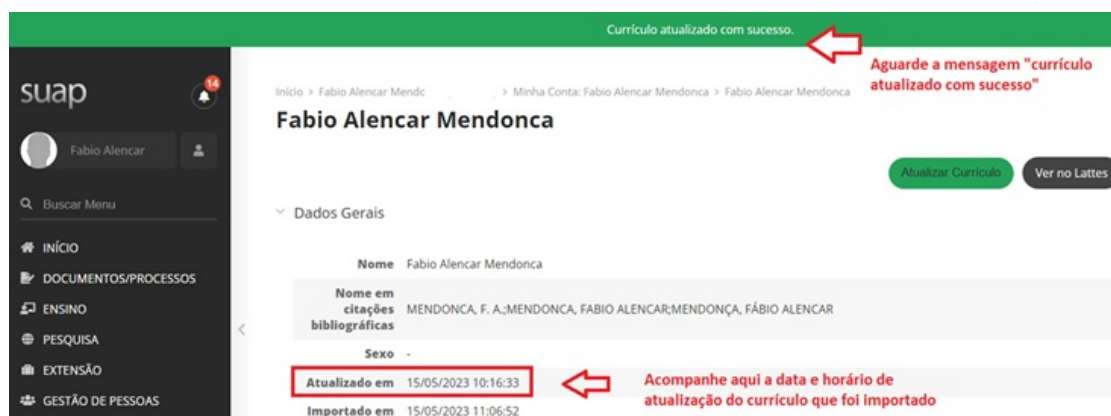 Currículo atualizado com sucesso.
Aguarde a mensagem "currículo
atualizado com sucesso"
suap
14
Fabio Alencar
Buscar Menu
INÍCIO
DOCUMENTOS/PROCESSOS
ENSINO
PESQUISA
EXTENSÃO
GESTÃO DE PESSOAS
Início > Fabio Alencar Mendc > Minha Conta: Fabio Alencar Mendonca > Fabio Alencar Mendonca
Fabio Alencar Mendonca
Atualizar Currículo
Ver no Lattes
Dados Gerais
Nome Fabio Alencar Mendonca
Nome em
citações
bibliográficas
MENDONCA, F. A.;MENDONCA, FABIO ALENCAR;MENDONÇA, FÁBIO ALENCAR
Sexo -
Atualizado em 15/05/2023 10:16:33
Acompanhe aqui a data e horário de
atualização do currículo que foi importado
Importado em 15/05/2023 11:06:52